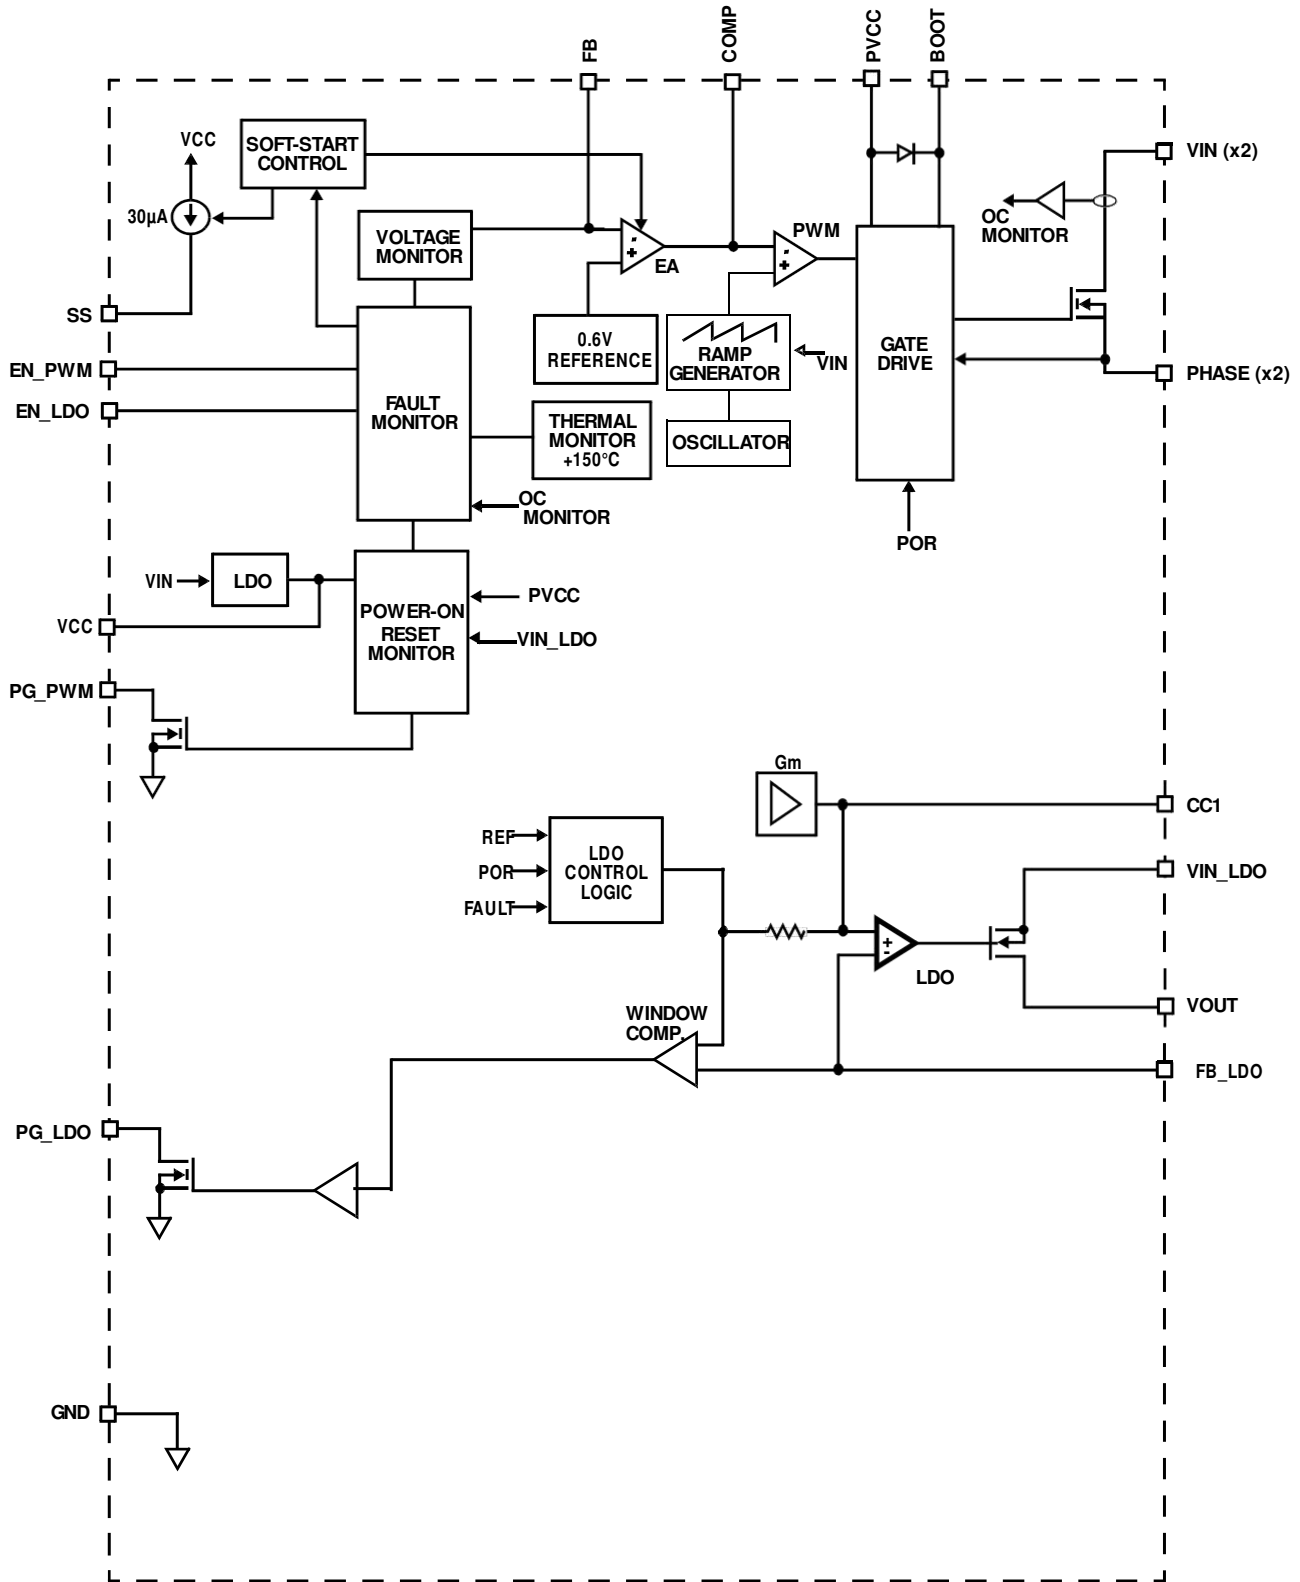 FB
COMP
PVCC
BOOT
VCC
SOFT-START
CONTROL
30µA
VOLTAGE
MONITOR
-
+
EA
PWM
-
+
OC
MONITOR
VIN (x2)
SS
EN_PWM
EN_LDO
FAULT
MONITOR
0.6V
REFERENCE
RAMP
GENERATOR
VIN
GATE
DRIVE
PHASE (x2)
THERMAL
MONITOR
+150°C
OSCILLATOR
OC
MONITOR
POR
VIN
LDO
VCC
POWER-ON
RESET
MONITOR
PVCC
VIN_LDO
PG_PWM
Gm
CC1
REF
POR
FAULT
LDO
CONTROL
LOGIC
VIN_LDO
+
-
LDO
VOUT
WINDOW
COMP.
FB_LDO
PG_LDO
GND